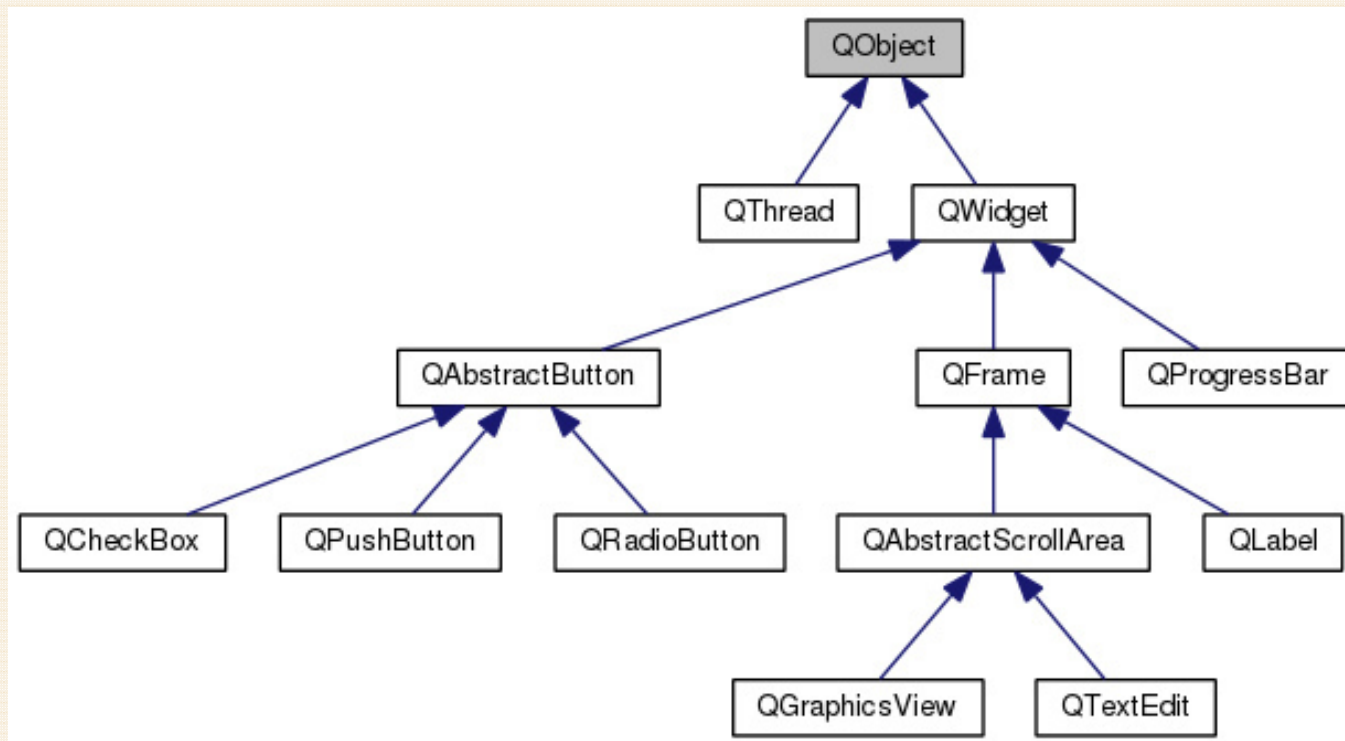 QObject
QThread
QWidget
QAbstractButton
QFrame
QProgressBar
QCheckBox
QPushButton
QRadioButton
QAbstractScrollArea
QLabel
QGraphicsView
QTextEdit